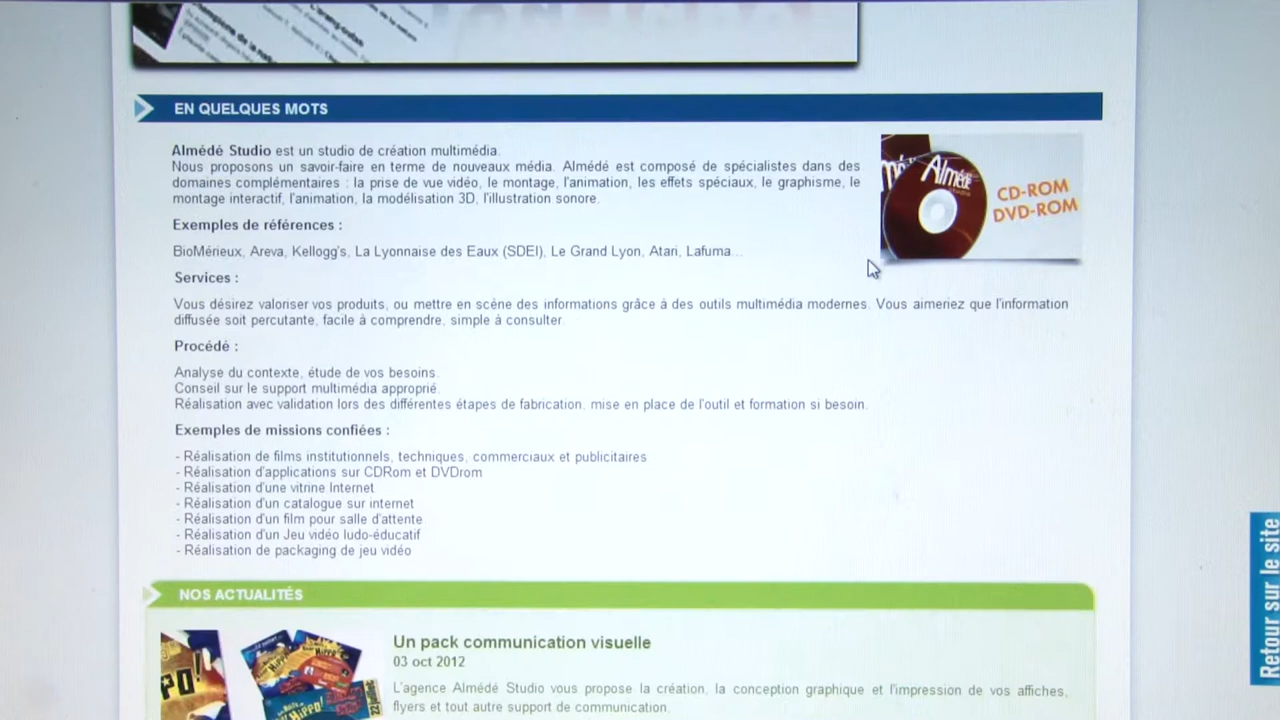 EN QUELQUES MOTS
Almédé Studio est un studio de création multimédia.
Nous proposons un savoir-faire en terme de nouveaux média. Almédé est composé de spécialistes dans des
domaines complémentaires : la prise de vue vidéo, le montage, l'animation, les effets spéciaux, le graphisme, le
montage interactif, l'animation, la modélisation 3D, l'illustration sonore.
Almédé
CD-ROM
DVD-ROM
Exemples de références :
BioMérieux, Areva, Kellogg's, La Lyonnaise des Eaux (SDEI), Le Grand Lyon, Atari, Lafuma...
Services :
Vous désirez valoriser vos produits, ou mettre en scène des informations grâce à des outils multimédia modernes. Vous aimeriez que l'information
diffusée soit percutante, facile à comprendre, simple à consulter.
Procédé :
Analyse du contexte, étude de vos besoins.
Conseil sur le support multimédia approprié.
Réalisation avec validation lors des différentes étapes de fabrication, mise en place de l'outil et formation si besoin.
Exemples de missions confiées :
- Réalisation de films institutionnels, techniques, commerciaux et publicitaires
- Réalisation d'applications sur CDRom et DVDrom
- Réalisation d'une vitrine Internet
- Réalisation d'un catalogue sur internet
- Réalisation d'un film pour salle d'attente
- Réalisation d'un Jeu vidéo ludo-éducatif
- Réalisation de packaging de jeu vidéo
Retour sur le site
NOS ACTUALITÉS
Un pack communication visuelle
03 oct 2012
L'agence Almédé Studio vous propose la création, la conception graphique et l'impression de vos affiches,
flyers et tout autre support de communication.